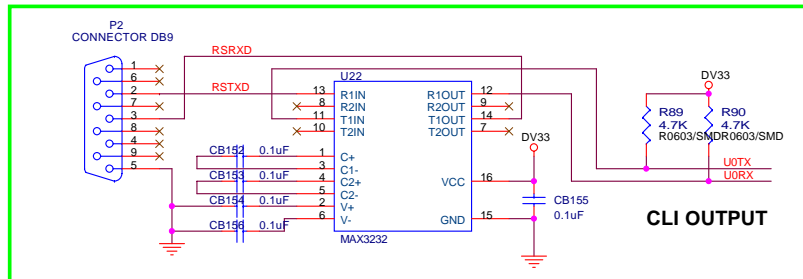 P2
CONNECTOR DB9
1
6
2
7
3
8
4
9
5
RSRXD
RSTXD
U22
13 R1IN R1OUT 12
8 R2IN R2OUT 9
11 T1IN T1OUT 14
10 T2IN T2OUT 7
1 C+
3 C1-
4 C2+
5 C2-
2 V+
6 V-
VCC 16
GND 15
MAX3232
CB152 0.1uF
CB153 0.1uF
CB154 0.1uF
CB156 0.1uF
DV33
CB155
0.1uF
DV33
R89 R90
4.7K 4.7K
R0603/SMD R0603/SMD
U0TX
U0RX
CLI OUTPUT